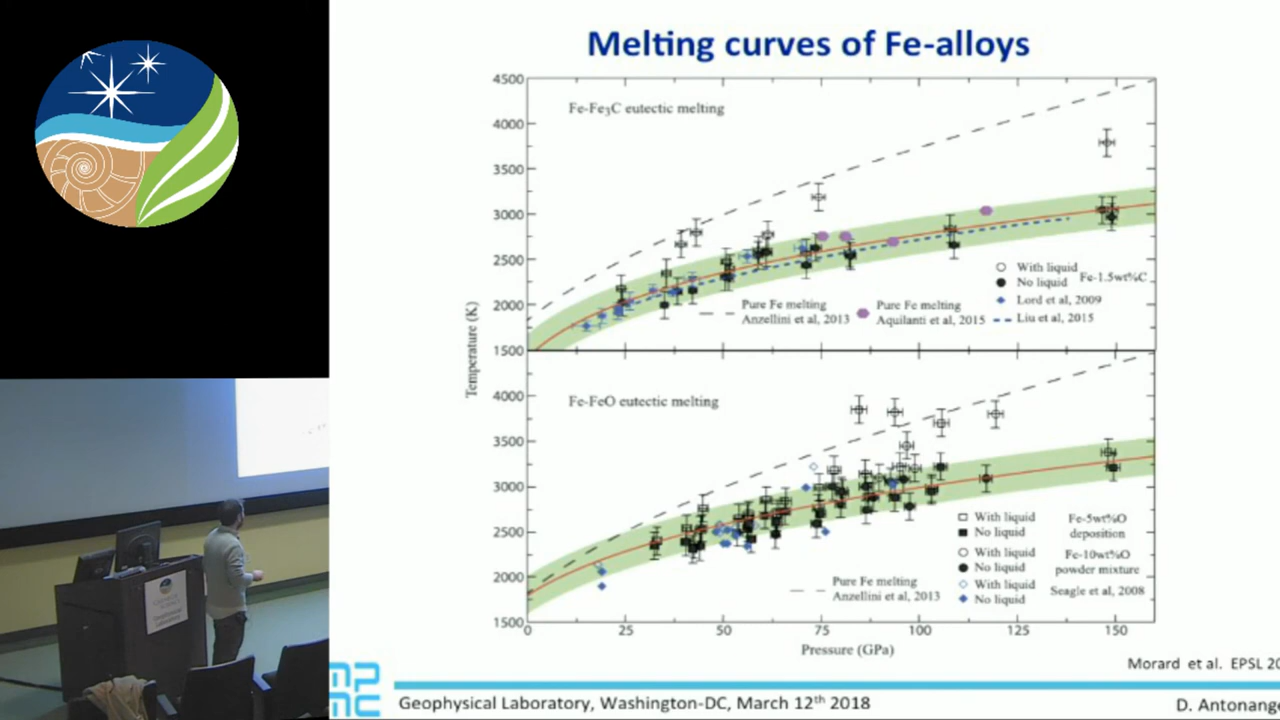 Melting curves of Fe-alloys
4500
Fe-Fe₃C eutectic melting
4000
3500
3000
2500
2000
1500
With liquid
No liquid
Fe-1.5wt%C
Lord et al, 2009
Liu et al, 2015
Pure Fe melting
Anzellini et al, 2013
Pure Fe melting
Aquilanti et al, 2015
Temperature (K)
Fe-FeO eutectic melting
4000
3500
3000
2500
2000
1500
With liquid
No liquid
Fe-5wt%O
deposition
With liquid
No liquid
Fe-10wt%O
powder mixture
With liquid
No liquid
Seagle et al, 2008
Pure Fe melting
Anzellini et al, 2013
0 25 50 75 100 125 150
Pressure (GPa)
Morard et al. EPSL 20
Geophysical Laboratory, Washington-DC, March 12th 2018
D. Antonange